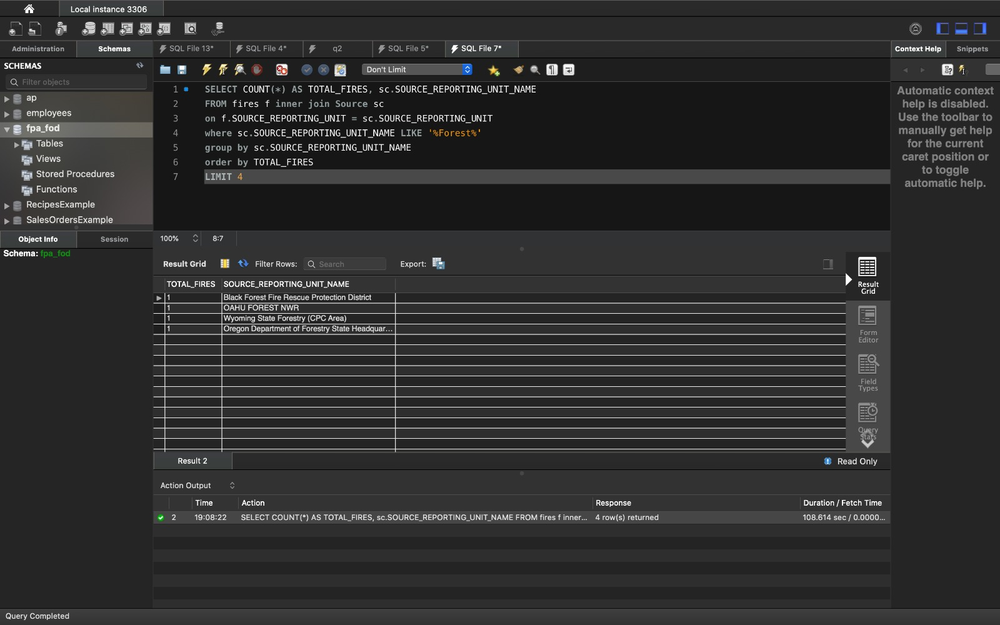 Local instance 3306
Administration
Schemas
SQL File 13*
SQL File 4*
q2
SQL File 5*
SQL File 7*
Context Help
Snippets
SCHEMAS
Filter objects
ap
employees
fpa_fod
Tables
Views
Stored Procedures
Functions
RecipesExample
SalesOrdersExample
Object Info
Session
Schema: fpa_fod
Don't Limit
1 SELECT COUNT(*) AS TOTAL_FIRES, sc.SOURCE_REPORTING_UNIT_NAME
2 FROM fires f inner join Source sc
3 on f.SOURCE_REPORTING_UNIT = sc.SOURCE_REPORTING_UNIT
4 where sc.SOURCE_REPORTING_UNIT_NAME LIKE '%Forest%'
5 group by sc.SOURCE_REPORTING_UNIT_NAME
6 order by TOTAL_FIRES
7 LIMIT 4
Automatic context
help is disabled.
Use the toolbar to
manually get help
for the current
caret position or
to toggle
automatic help.
100%
8:7
Result Grid
Filter Rows:
Search
Export:
TOTAL_FIRES SOURCE_REPORTING_UNIT_NAME
1 Black Forest Fire Rescue Protection District
1 OAHU FOREST NWR
1 Wyoming State Forestry (CPC Area)
1 Oregon Department of Forestry State Headquar...
Result
Grid
Form
Editor
Field
Types
Query
Stats
Result 2
Read Only
Action Output
Time Action Response Duration / Fetch Time
2 19:08:22 SELECT COUNT(*) AS TOTAL_FIRES, sc.SOURCE_REPORTING_UNIT_NAME FROM fires f inner... 4 row(s) returned 108.614 sec / 0.0000...
Query Completed